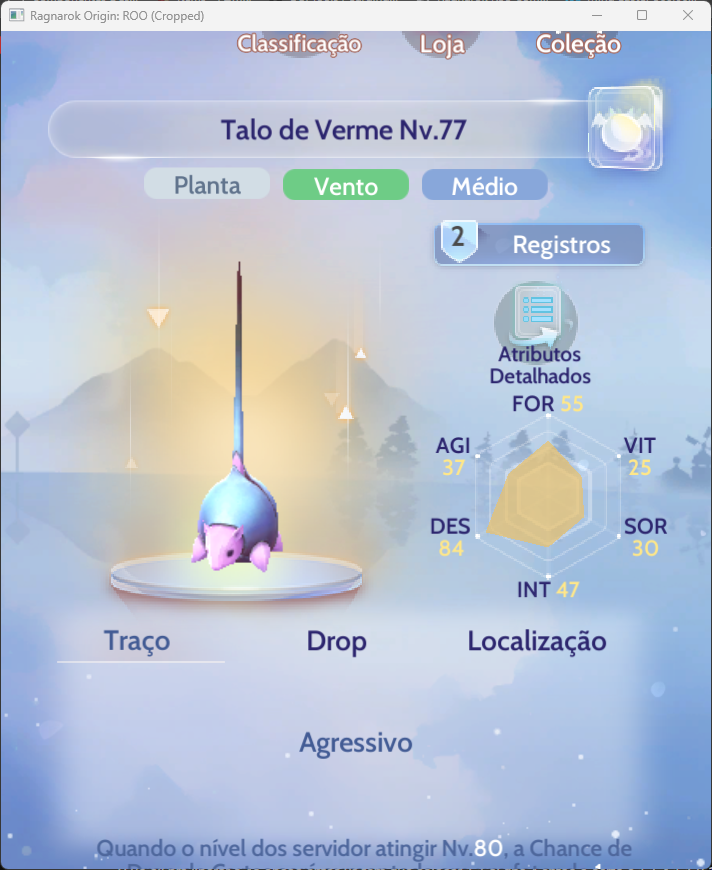 Ragnarok Origin: ROO (Cropped)
Classificação Loja Coleção
Talo de Verme Nv.77
Planta Vento Médio
2 Registros
Atributos
Detalhados
FOR 55
AGI VIT
37 25
DES SOR
84 30
INT 47
Traço Drop Localização
Agressivo
Quando o nível dos servidor atingir Nv.80, a Chance de